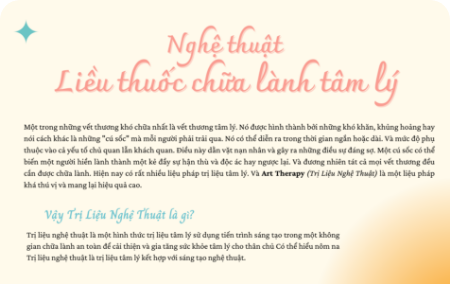 Nghệ thuật
Liều thuốc chữa lành tâm lý
Một trong những vết thương khó chữa nhất là vết thương tâm lý. Nó được hình thành bởi những khó khăn, khủng hoảng hay
nói cách khác là những "cú sốc" mà mỗi người phải trải qua. Nó có thể diễn ra trong thời gian ngắn hoặc dài. Và mức độ phụ
thuộc vào cả yếu tố chủ quan lẫn khách quan. Điều này dằn vặt nạn nhân và gây ra những điều sự đáng sợ. Một cú sốc có thể
biến một người hiền lành thành một kẻ đầy sự hận thù và độc ác hay ngược lại. Và đương nhiên tát cả mọi vết thương đều
cần được chữa lành. Hiện nay có rất nhiều liệu pháp trị liệu tâm lý. Và Art Therapy (Trị Liệu Nghệ Thuật) là một liệu pháp
khá thú vị và mang lại hiệu quả cao.
Vậy Trị Liệu Nghệ Thuật là gì?
Trị liệu nghệ thuật là một hình thức trị liệu tâm lý sử dụng tiến trình sáng tạo trong một không
gian chữa lành an toàn để cải thiện và gia tăng sức khỏe tâm lý cho thân chủ Có thể hiểu nôm na
Trị liệu nghệ thuật là trị liệu tâm lý kết hợp với sáng tạo nghệ thuật.